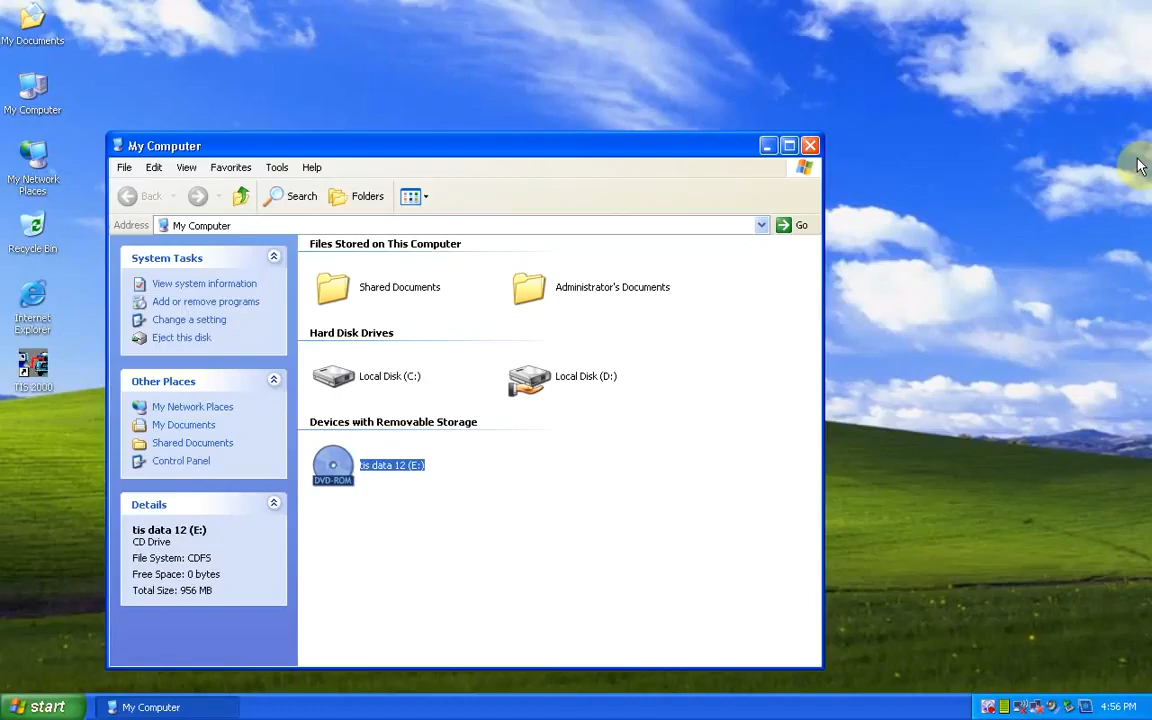 My Documents
My Computer
My Network
Places
Recycle Bin
Internet
Explorer
TIS 2000
My Computer
File Edit View Favorites Tools Help
Back Search Folders
Address My Computer Go
System Tasks
View system information
Add or remove programs
Change a setting
Eject this disk
Other Places
My Network Places
My Documents
Shared Documents
Control Panel
Details
tis data 12 (E:)
CD Drive
File System: CDFS
Free Space: 0 bytes
Total Size: 956 MB
Files Stored on This Computer
Shared Documents Administrator's Documents
Hard Disk Drives
Local Disk (C:) Local Disk (D:)
Devices with Removable Storage
DVD-ROM
tis data 12 (E:)
start My Computer 4:56 PM